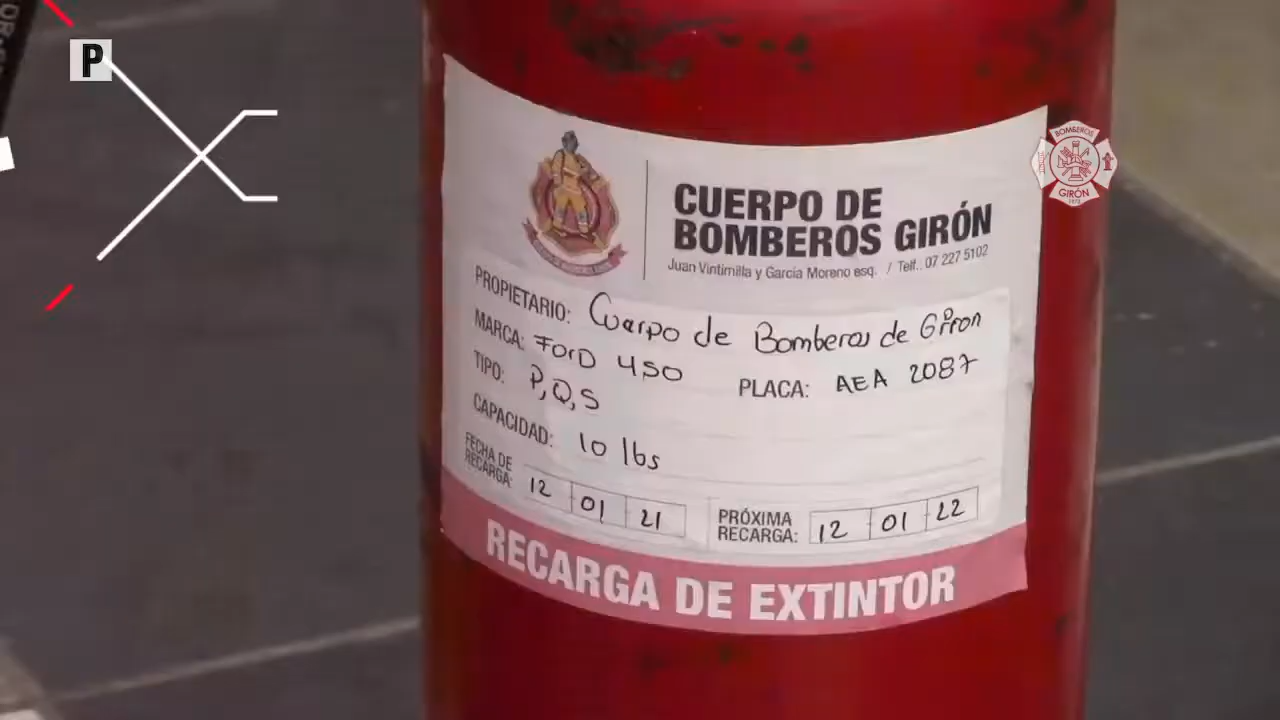 P
BOMBEROS
GIRÓN
CUERPO DE
BOMBEROS GIRÓN
Juan Vintimilla y García Moreno esq. / Telf.: 07 227 5102
PROPIETARIO: Cuerpo de Bomberos de Girón
MARCA: FORD 450 PLACA: AEA 2087
TIPO: P,Q,S
CAPACIDAD: 10 lbs
FECHA DE
RECARGA: 12 01 21
PRÓXIMA
RECARGA: 12 01 22
RECARGA DE EXTINTOR